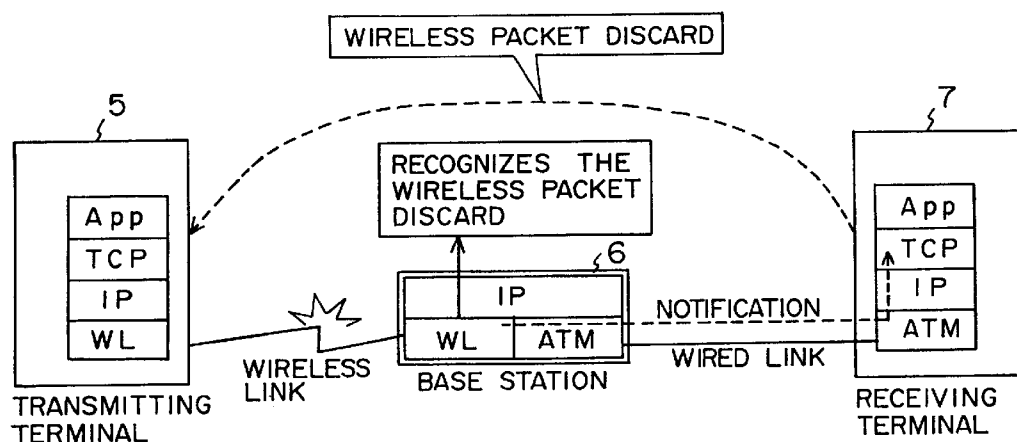 WIRELESS PACKET DISCARD
5
7
RECOGNIZES THE
WIRELESS PACKET
DISCARD
App
TCP
IP
WL
6
IP
WL
ATM
App
TCP
IP
ATM
NOTIFICATION
WIRED LINK
WIRELESS
LINK
BASE STATION
TRANSMITTING
TERMINAL
RECEIVING
TERMINAL